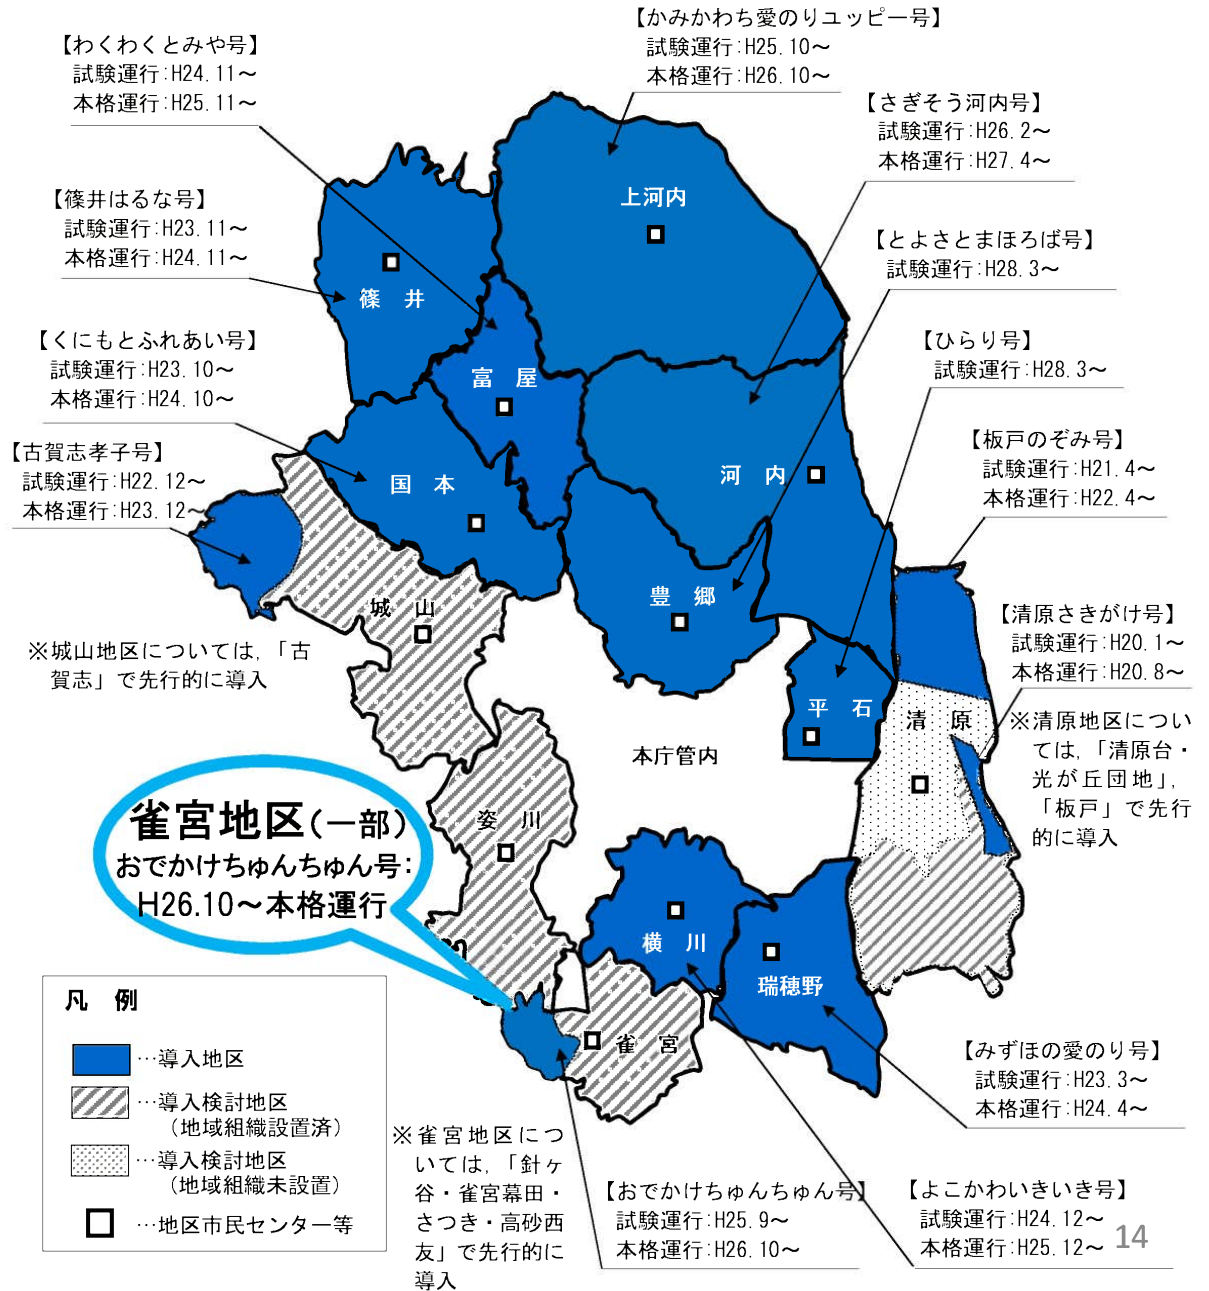 【かみかわち愛のりユッピー号】
試験運行:H25.10～
本格運行:H26.10～
【わくわくとみや号】
試験運行:H24.11～
本格運行:H25.11～
【さぎそう河内号】
試験運行:H26.2～
本格運行:H27.4～
【篠井はるな号】
試験運行:H23.11～
本格運行:H24.11～
【とよさとまほろば号】
試験運行:H28.3～
【くにもとふれあい号】
試験運行:H23.10～
本格運行:H24.10～
【ひらり号】
試験運行:H28.3～
【古賀志孝子号】
試験運行:H22.12～
本格運行:H23.12～
【板戸のぞみ号】
試験運行:H21.4～
本格運行:H22.4～
上河内
篠 井
富 屋
国 本
河 内
城 山
豊 郷
【清原さきがけ号】
試験運行:H20.1～
本格運行:H20.8～
※城山地区については,「古
賀志」で先行的に導入
平 石
清 原
※清原地区につい
ては,「清原台・
光が丘団地」,
「板戸」で先行
的に導入
本庁管内
姿 川
雀宮地区(一部)
おでかけちゅんちゅん号:
H26.10～本格運行
横 川
瑞穂野
雀 宮
凡 例
…導入地区
…導入検討地区
(地域組織設置済)
…導入検討地区
(地域組織未設置)
…地区市民センター等
※雀宮地区につ
いては,「針ヶ
谷・雀宮幕田・
さつき・高砂西
友」で先行的に
導入
【みずほの愛のり号】
試験運行:H23.3～
本格運行:H24.4～
【おでかけちゅんちゅん号】
試験運行:H25.9～
本格運行:H26.10～
【よこかわいきいき号】
試験運行:H24.12～
本格運行:H25.12～
14